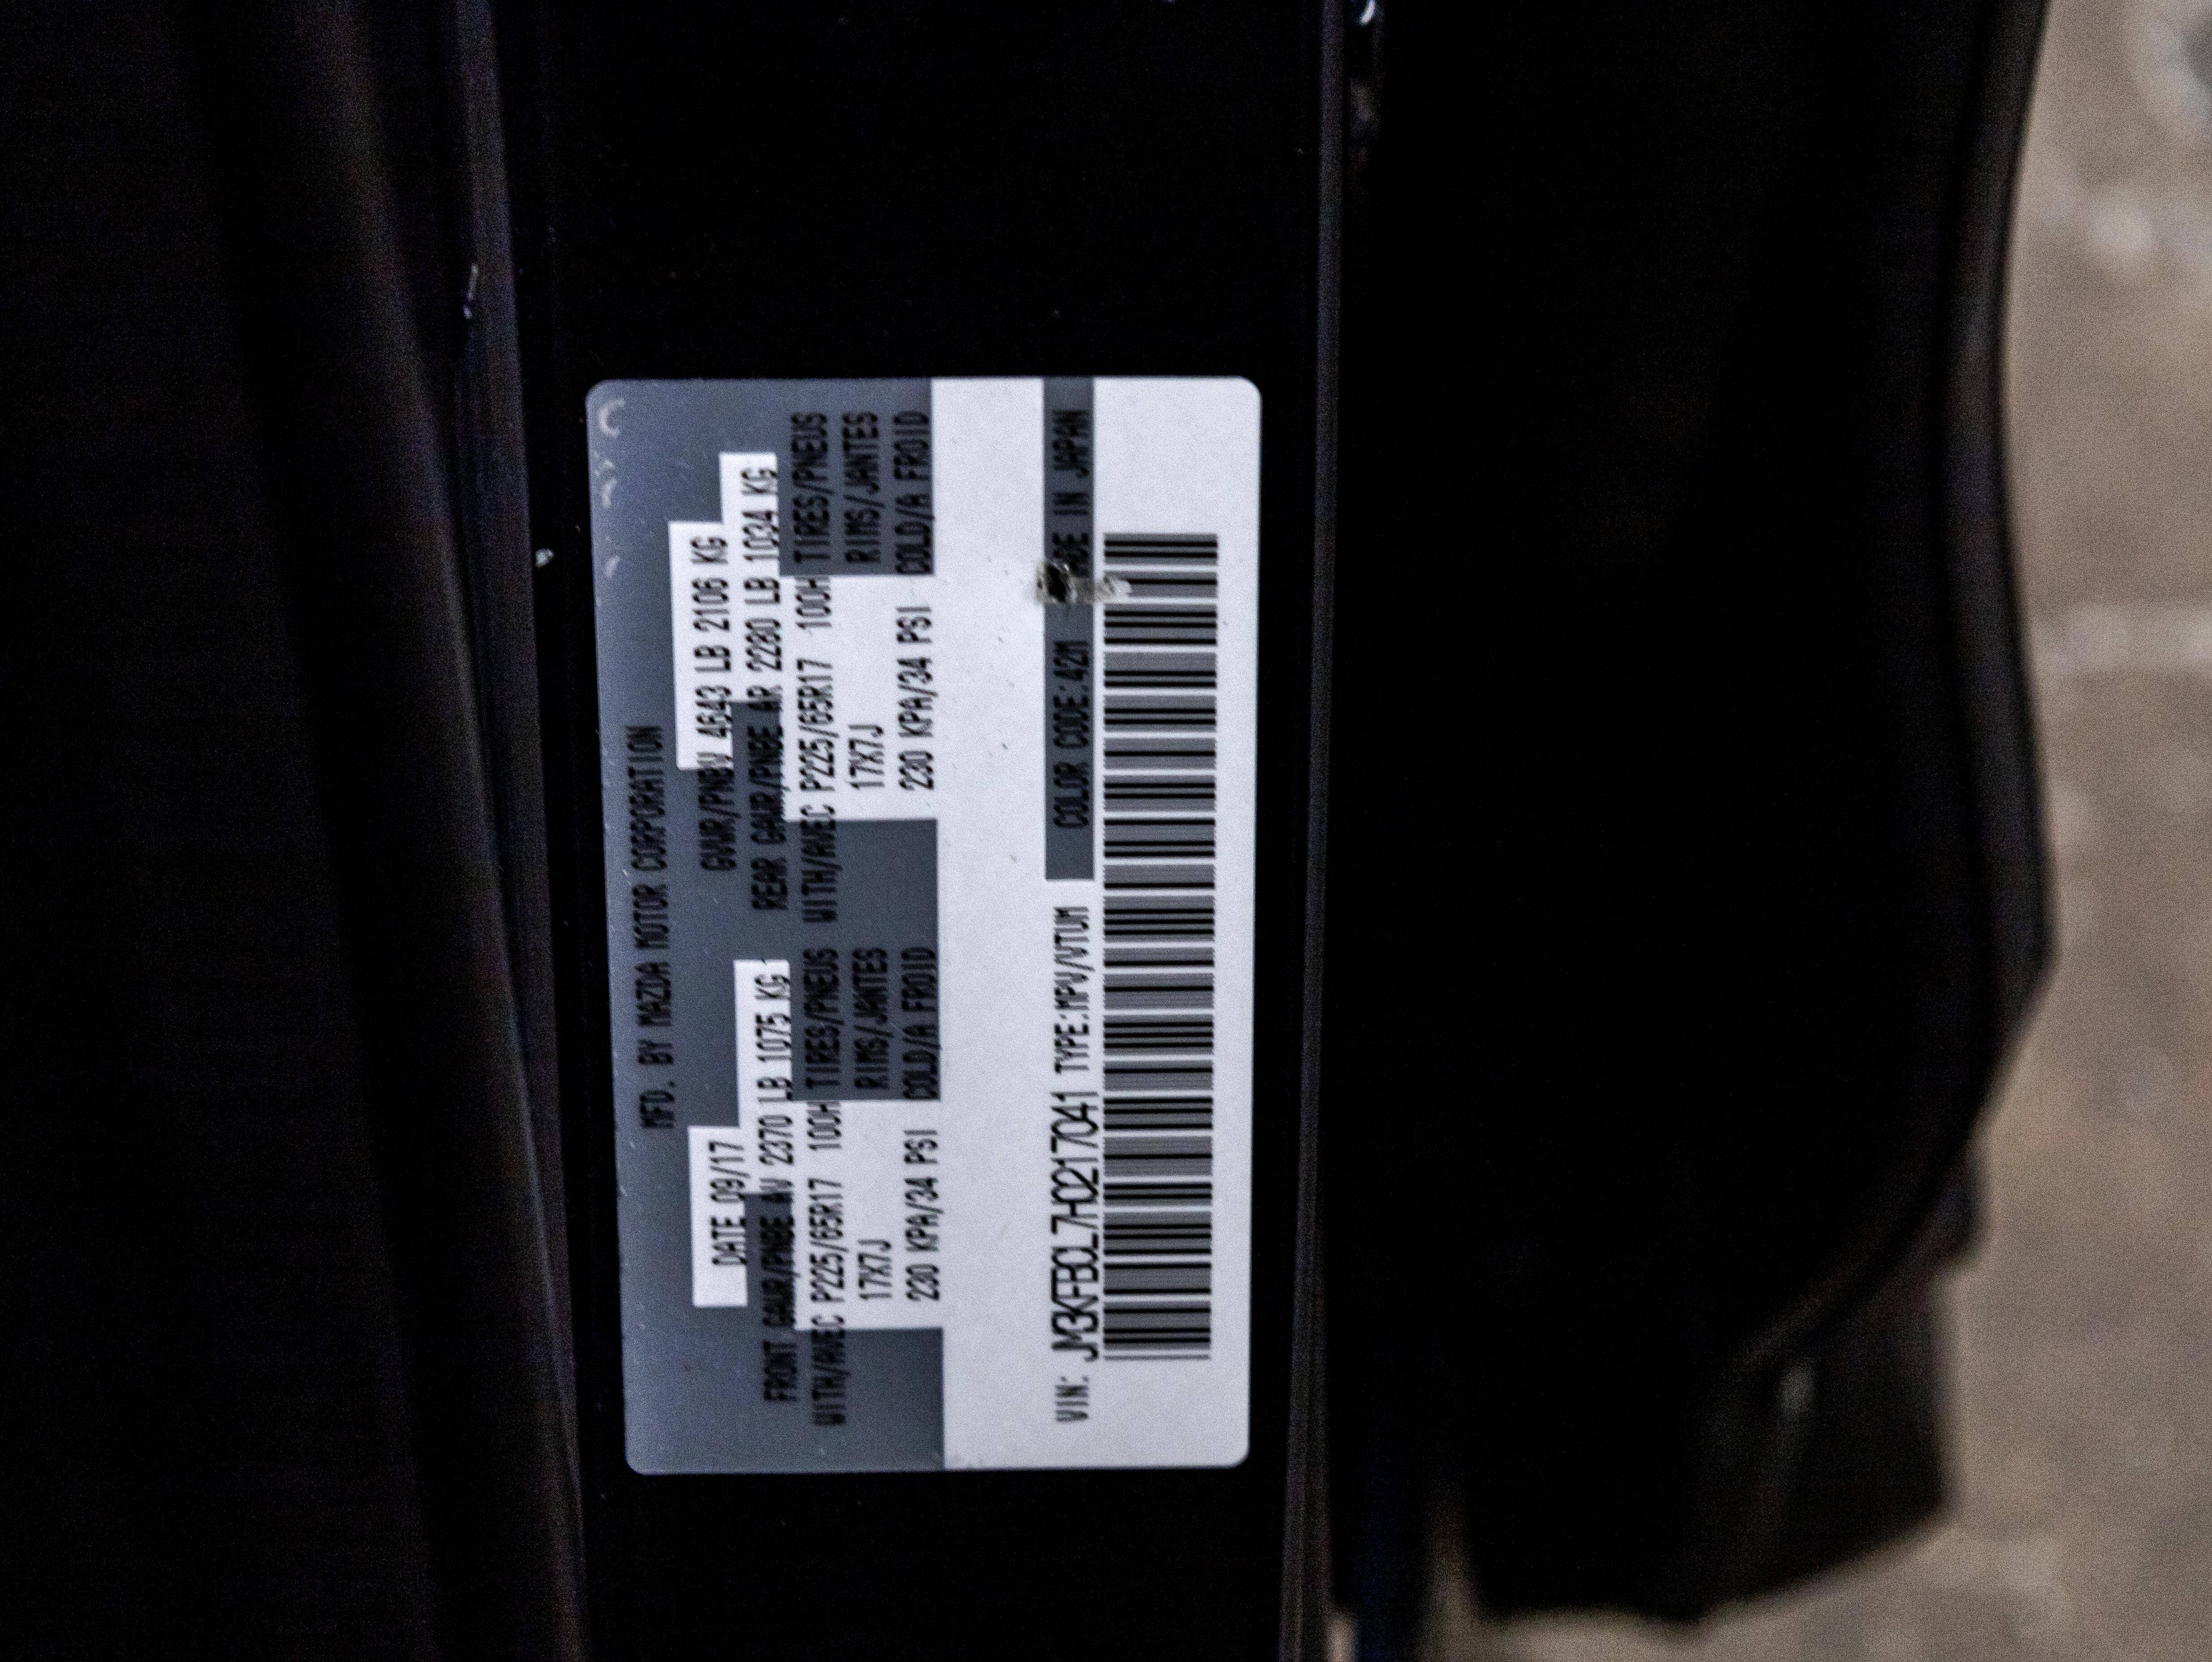 MFD. BY MAZDA MOTOR CORPORATION
DATE 09/17 GVWR/PNBV 4643 LB 2106 KG
FRONT GAWR/PNBE AV 2370 LB 1075 KG REAR GAWR/PNBE AR 2280 LB 1034 KG
WITH/AVEC P225/65R17 100H TIRES/PNEUS WITH/AVEC P225/65R17 100H TIRES/PNEUS
17X7J RIMS/JANTES 17X7J RIMS/JANTES
230 KPA/34 PSI COLD/A FROID 230 KPA/34 PSI COLD/A FROID
VIN: JM3KFBCL7H0217041 TYPE:MPV/VTUM COLOR CODE:42M MADE IN JAPAN